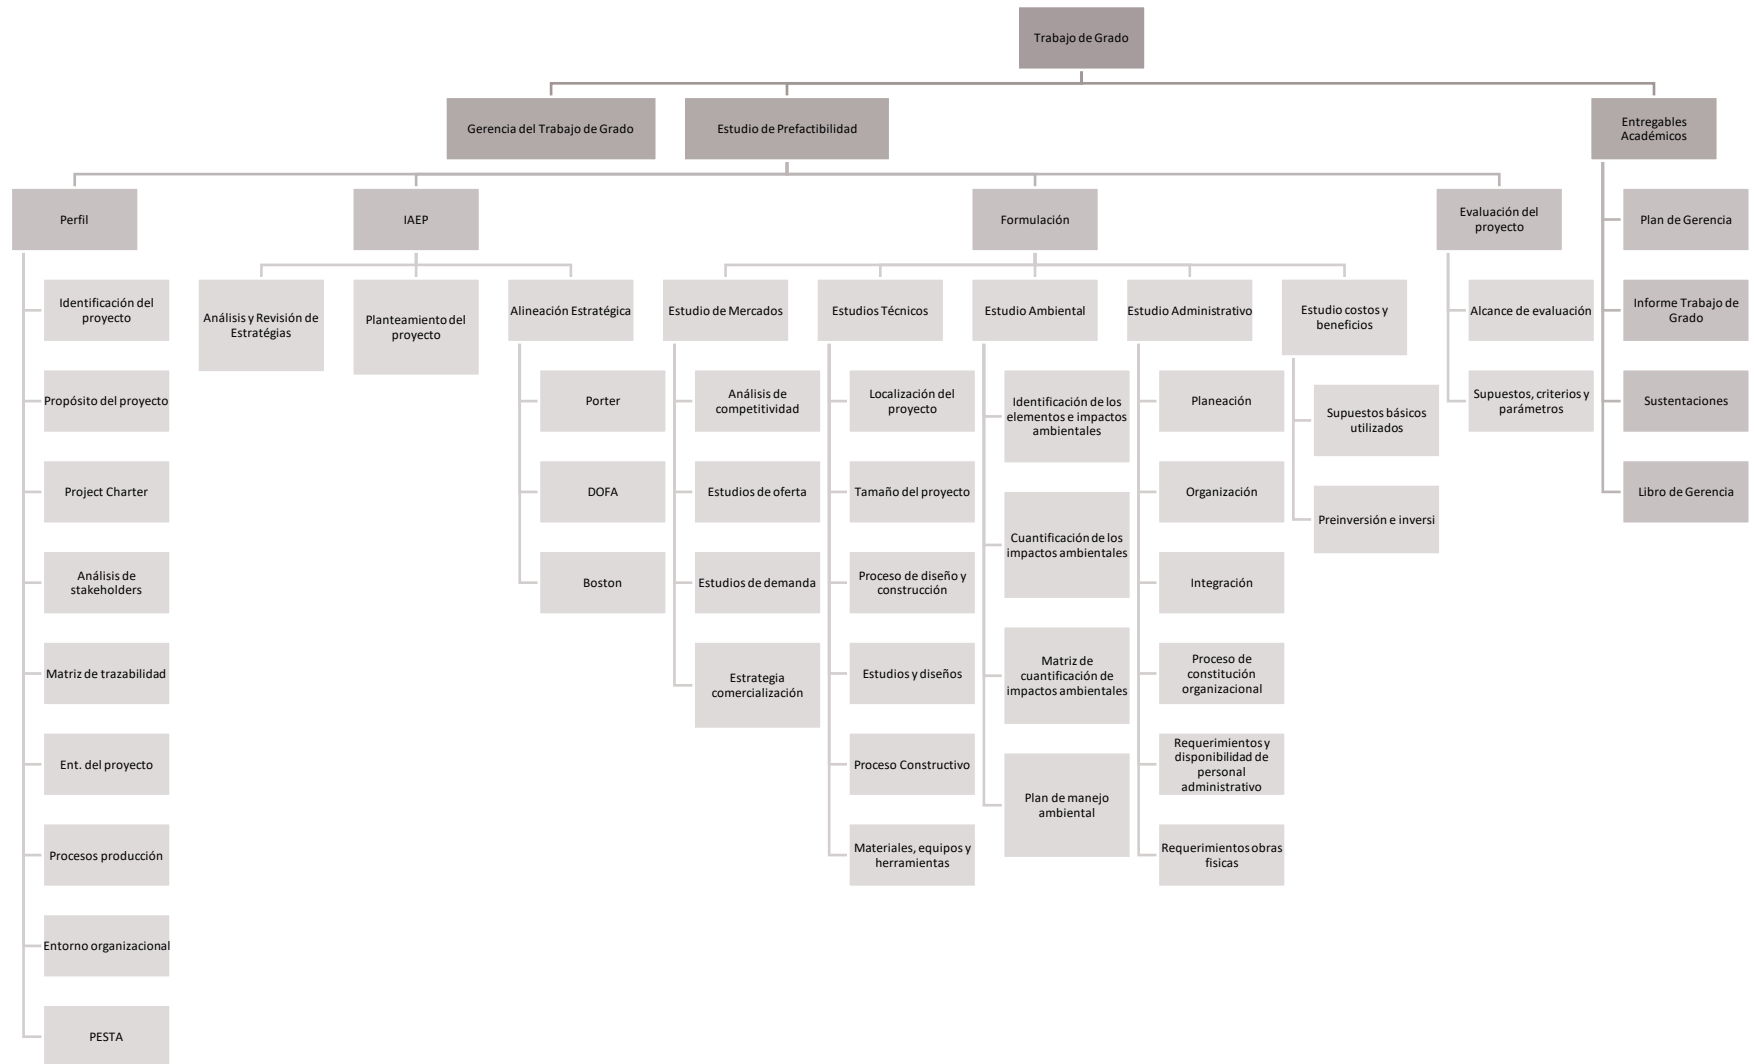 Trabajo de Grado
Gerencia del Trabajo de Grado
Estudio de Prefactibilidad
Entregables
Académicos
Perfil
IAEP
Formulación
Evaluación del
proyecto
Plan de Gerencia
Informe Trabajo de
Grado
Sustentaciones
Libro de Gerencia
Identificación del
proyecto
Propósito del proyecto
Project Charter
Análisis de
stakeholders
Matriz de trazabilidad
Ent. del proyecto
Procesos producción
Entorno organizacional
PESTA
Análisis y Revisión de
Estratégias
Planteamiento del
proyecto
Alineación Estratégica
Porter
DOFA
Boston
Estudio de Mercados
Análisis de
competitividad
Estudios de oferta
Estudios de demanda
Estrategia
comercialización
Estudios Técnicos
Localización del
proyecto
Tamaño del proyecto
Proceso de diseño y
construcción
Estudios y diseños
Proceso Constructivo
Materiales, equipos y
herramientas
Estudio Ambiental
Identificación de los
elementos e impactos
ambientales
Cuantificación de los
impactos ambientales
Matriz de
cuantificación de
impactos ambientales
Plan de manejo
ambiental
Estudio Administrativo
Planeación
Organización
Integración
Proceso de
constitución
organizacional
Requerimientos y
disponibilidad de
personal
administrativo
Requerimientos obras
fisicas
Estudio costos y
beneficios
Supuestos básicos
utilizados
Preinversión e inversi
Alcance de evaluación
Supuestos, criterios y
parámetros